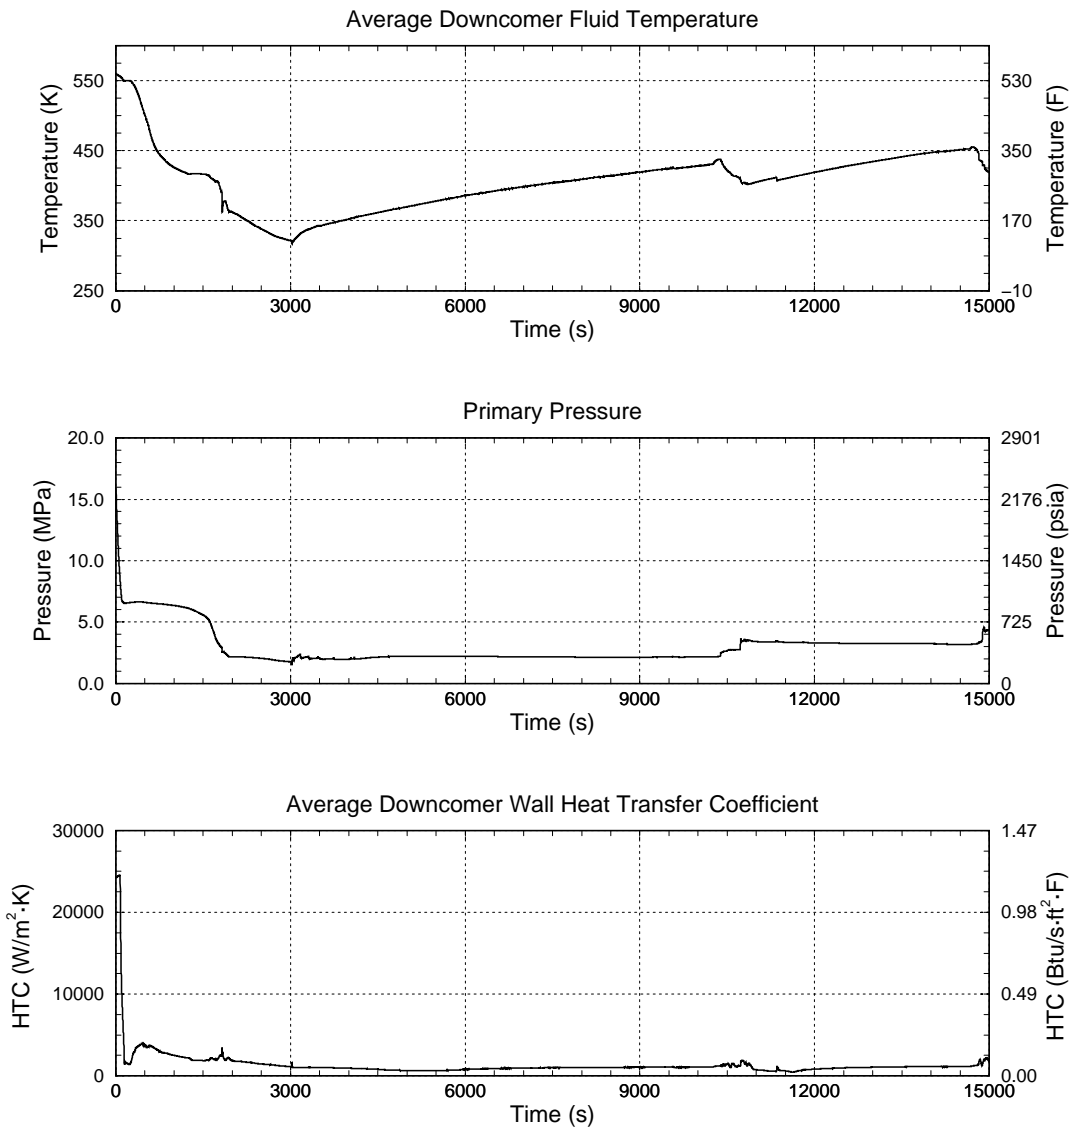 Average Downcomer Fluid Temperature
550 530
450 350
350 170
250 −10
0 3000 6000 9000 12000 15000
Time (s)
Temperature (K)
Temperature (F)
Primary Pressure
20.0 2901
15.0 2176
10.0 1450
5.0 725
0.0 0
0 3000 6000 9000 12000 15000
Time (s)
Pressure (MPa)
Pressure (psia)
Average Downcomer Wall Heat Transfer Coefficient
30000 1.47
20000 0.98
10000 0.49
0 0.00
0 3000 6000 9000 12000 15000
Time (s)
HTC (W/m²·K)
HTC (Btu/s·ft²·F)